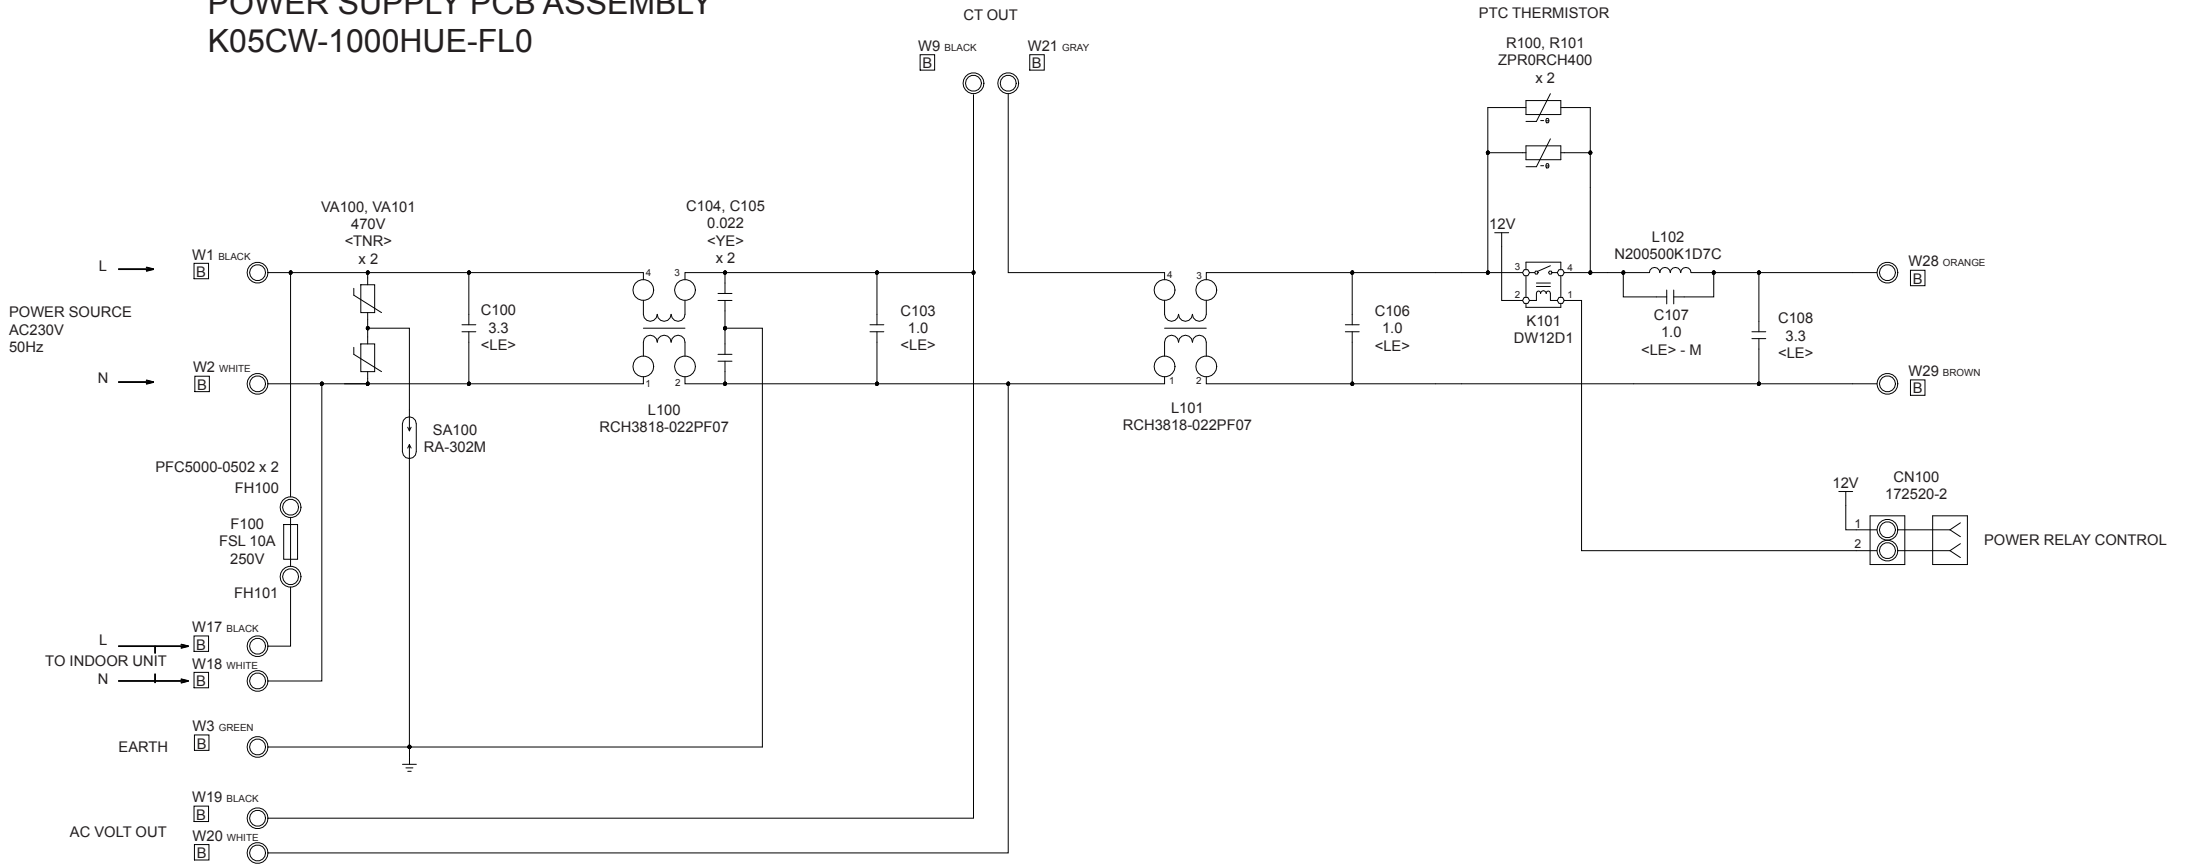 POWER SUPPLY PCB ASSEMBLY
K05CW-1000HUE-FL0
CT OUT
W9 BLACK
B
W21 GRAY
B
PTC THERMISTOR
R100, R101
ZPR0RCH400
x 2
-θ
-θ
VA100, VA101
470V
<TNR>
x 2
C104, C105
0.022
<YE>
x 2
12V
L102
N200500K1D7C
L
W1 BLACK
B
4
3
4
3
3
4
W28 ORANGE
B
POWER SOURCE
AC230V
50Hz
C100
3.3
<LE>
C103
1.0
<LE>
C106
1.0
<LE>
2
1
K101
DW12D1
C107
1.0
<LE> - M
C108
3.3
<LE>
N
W2 WHITE
B
1
2
1
2
W29 BROWN
B
L100
RCH3818-022PF07
L101
RCH3818-022PF07
SA100
RA-302M
PFC5000-0502 x 2
FH100
F100
FSL 10A
250V
FH101
12V
CN100
172520-2
1
2
POWER RELAY CONTROL
L
W17 BLACK
B
TO INDOOR UNIT
N
W18 WHITE
B
EARTH
W3 GREEN
B
AC VOLT OUT
W19 BLACK
B
W20 WHITE
B